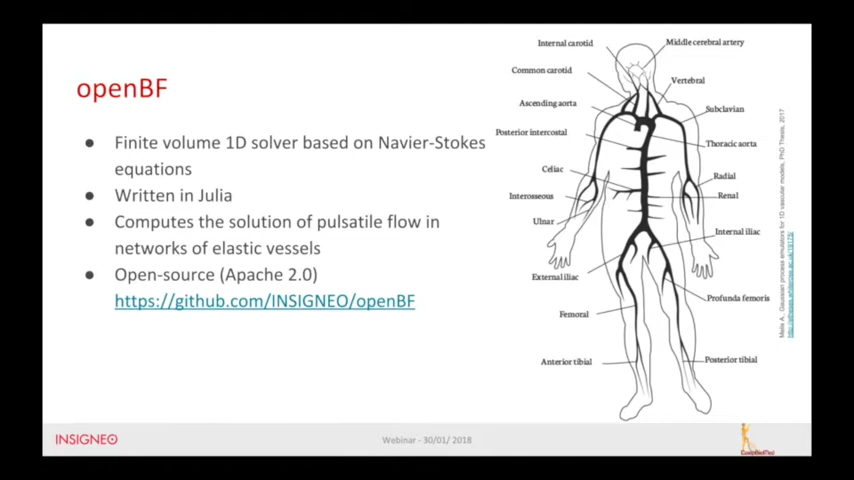 openBF
● Finite volume 1D solver based on Navier-Stokes
equations
● Written in Julia
● Computes the solution of pulsatile flow in
networks of elastic vessels
● Open-source (Apache 2.0)
https://github.com/INSIGNEO/openBF
Internal carotid
Middle cerebral artery
Common carotid
Vertebral
Ascending aorta
Subclavian
Posterior intercostal
Thoracic aorta
Celiac
Radial
Interosseous
Renal
Ulnar
Internal iliac
External iliac
Profunda femoris
Femoral
Anterior tibial
Posterior tibial
Melis A., Gaussian process emulators for 1D vascular models, PhD Thesis, 2017
INSIGNEO
Webinar - 30/01/ 2018
CompBioMed